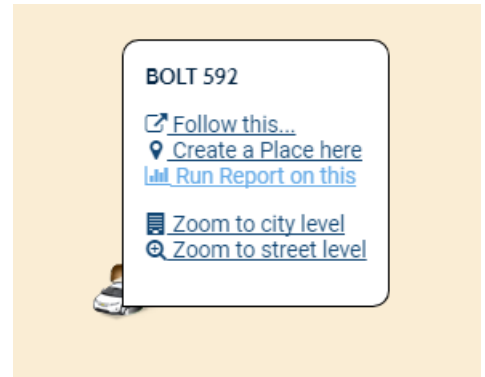 BOLT 592
Follow this...
Create a Place here
Run Report on this
Zoom to city level
Zoom to street level